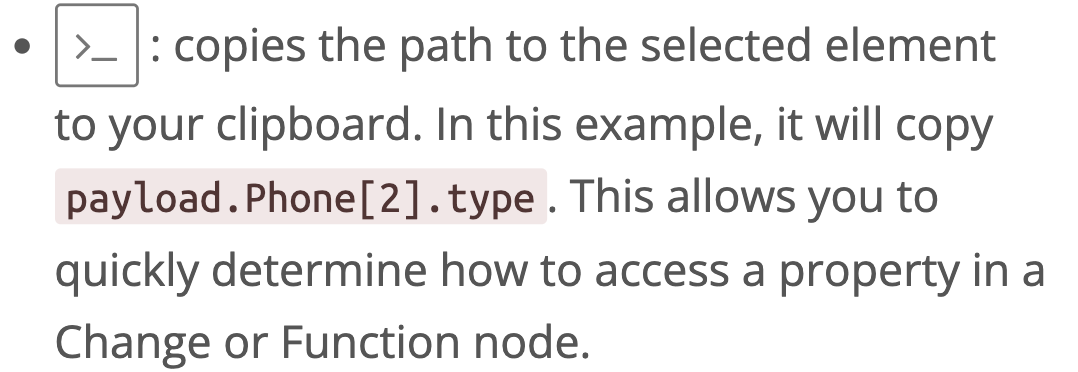 • >_ : copies the path to the selected element
to your clipboard. In this example, it will copy
payload.Phone[2].type. This allows you to
quickly determine how to access a property in a
Change or Function node.